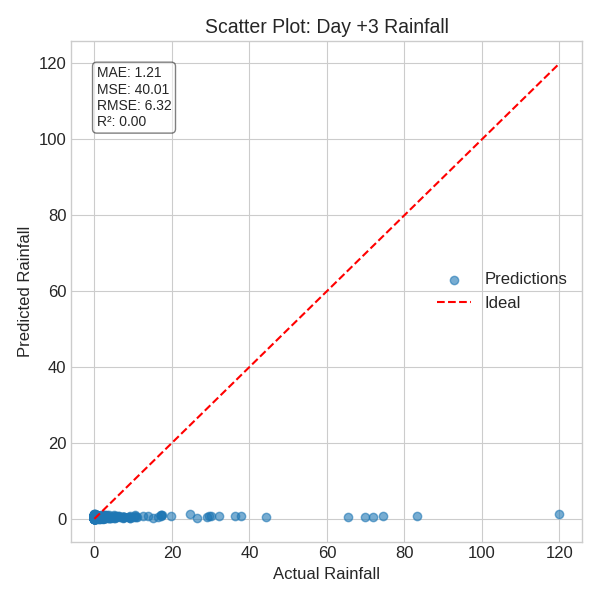 Scatter Plot: Day +3 Rainfall
120
100
80
60
40
20
0
MAE: 1.21
MSE: 40.01
RMSE: 6.32
R²: 0.00
Predicted Rainfall
Predictions
Ideal
0 20 40 60 80 100 120
Actual Rainfall